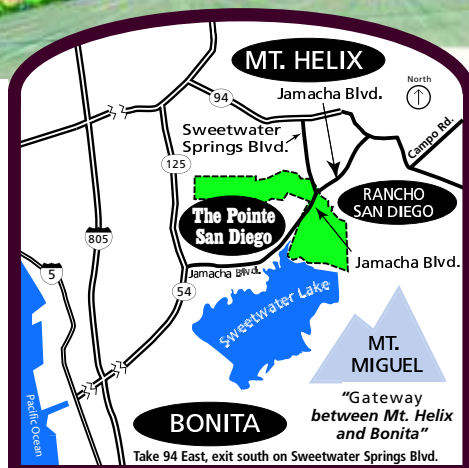 MT. HELIX
North
94
Jamacha Blvd.
Sweetwater
Springs Blvd.
Campo Rd.
125
RANCHO
SAN DIEGO
The Pointe
San Diego
805
Jamacha Blvd.
Jamacha Blvd.
5
54
Sweetwater Lake
MT.
MIGUEL
Pacific Ocean
"Gateway
between Mt. Helix
and Bonita"
BONITA
Take 94 East, exit south on Sweetwater Springs Blvd.